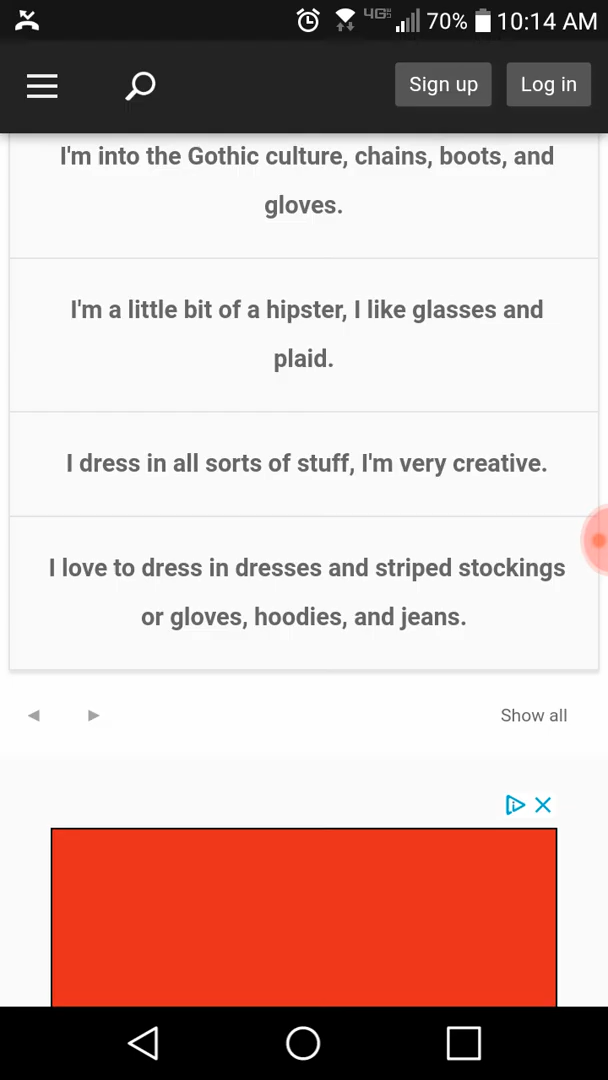 4G 70% 10:14 AM
Sign up Log in
I'm into the Gothic culture, chains, boots, and
gloves.
I'm a little bit of a hipster, I like glasses and
plaid.
I dress in all sorts of stuff, I'm very creative.
I love to dress in dresses and striped stockings
or gloves, hoodies, and jeans.
Show all